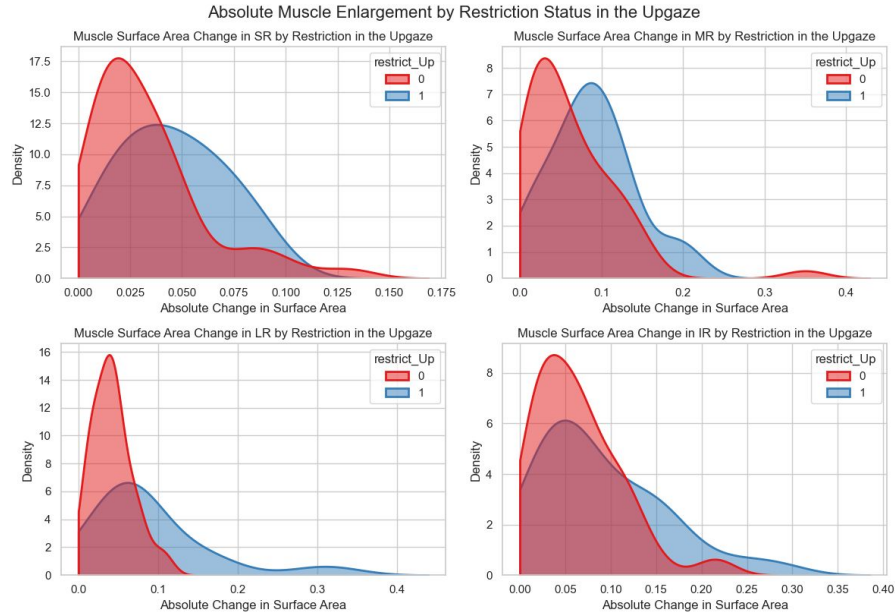 Absolute Muscle Enlargement by Restriction Status in the Upgaze
Muscle Surface Area Change in SR by Restriction in the Upgaze
restrict_Up
0
1
17.5
15.0
12.5
10.0
7.5
5.0
2.5
0.0
Density
0.000 0.025 0.050 0.075 0.100 0.125 0.150 0.175
Absolute Change in Surface Area
Muscle Surface Area Change in MR by Restriction in the Upgaze
restrict_Up
0
1
8
7
6
5
4
3
2
1
0
Density
0.0 0.1 0.2 0.3 0.4
Absolute Change in Surface Area
Muscle Surface Area Change in LR by Restriction in the Upgaze
restrict_Up
0
1
16
14
12
10
8
6
4
2
0
Density
0.0 0.1 0.2 0.3 0.4
Absolute Change in Surface Area
Muscle Surface Area Change in IR by Restriction in the Upgaze
restrict_Up
0
1
8
6
4
2
0
Density
0.00 0.05 0.10 0.15 0.20 0.25 0.30 0.35 0.40
Absolute Change in Surface Area